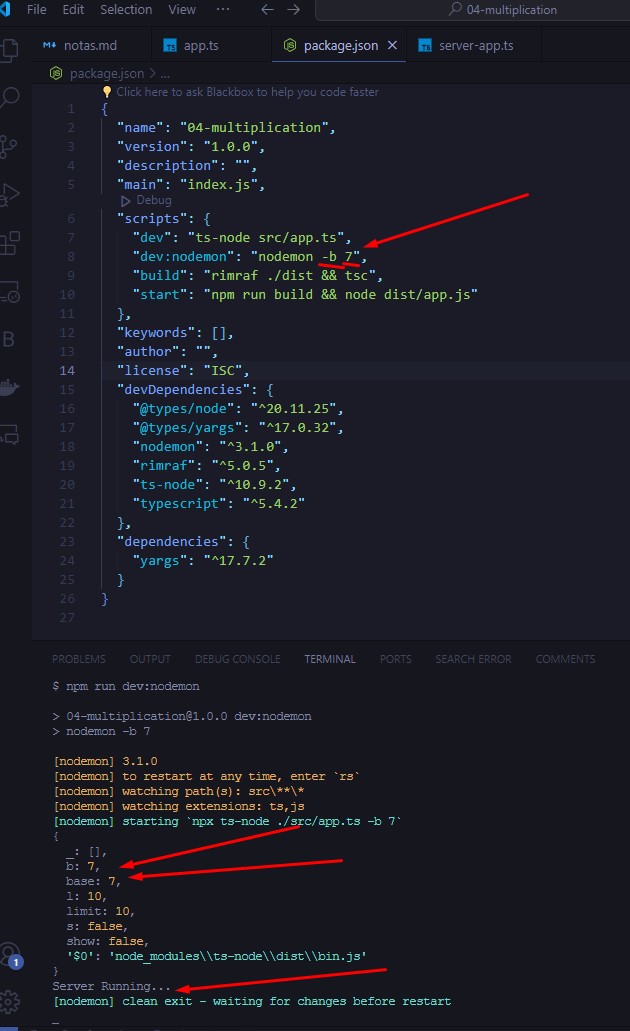 File Edit Selection View ··· 04-multiplication
notas.md app.ts package.json server-app.ts
package.json > ...
Click here to ask Blackbox to help you code faster
1 {
2 "name": "04-multiplication",
3 "version": "1.0.0",
4 "description": "",
5 "main": "index.js",
Debug
6 "scripts": {
7 "dev": "ts-node src/app.ts",
8 "dev:nodemon": "nodemon -b 7",
9 "build": "rimraf ./dist && tsc",
10 "start": "npm run build && node dist/app.js"
11 },
12 "keywords": [],
13 "author": "",
14 "license": "ISC",
15 "devDependencies": {
16 "@types/node": "^20.11.25",
17 "@types/yargs": "^17.0.32",
18 "nodemon": "^3.1.0",
19 "rimraf": "^5.0.5",
20 "ts-node": "^10.9.2",
21 "typescript": "^5.4.2"
22 },
23 "dependencies": {
24 "yargs": "^17.7.2"
25 }
26 }
27
PROBLEMS OUTPUT DEBUG CONSOLE TERMINAL PORTS SEARCH ERROR COMMENTS
$ npm run dev:nodemon
> 04-multiplication@1.0.0 dev:nodemon
> nodemon -b 7
[nodemon] 3.1.0
[nodemon] to restart at any time, enter `rs`
[nodemon] watching path(s): src\**\*
[nodemon] watching extensions: ts,js
[nodemon] starting `npx ts-node ./src/app.ts -b 7`
{
_: [],
b: 7,
base: 7,
l: 10,
limit: 10,
s: false,
show: false,
'$0': 'node_modules\\ts-node\\dist\\bin.js'
}
Server Running...
[nodemon] clean exit - waiting for changes before restart
1